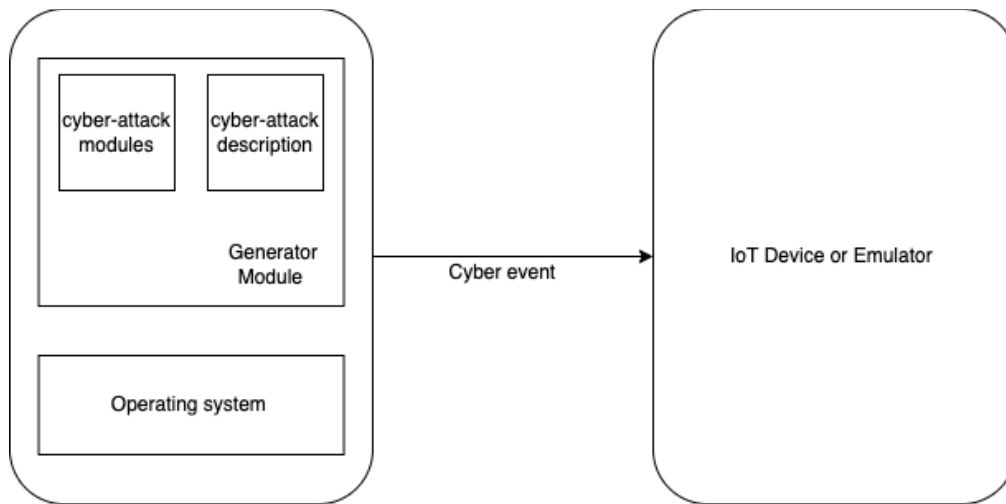 cyber-attack
modules
cyber-attack
description
Generator
Module
Operating system
Cyber event
IoT Device or Emulator